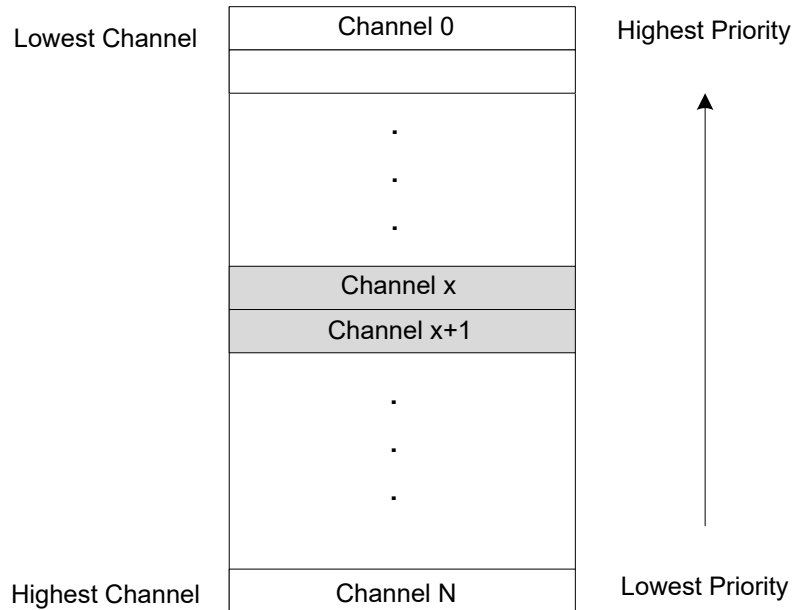 Lowest Channel
Channel 0
Highest Priority
.
.
.
Channel x
Channel x+1
.
.
.
Highest Channel
Channel N
Lowest Priority